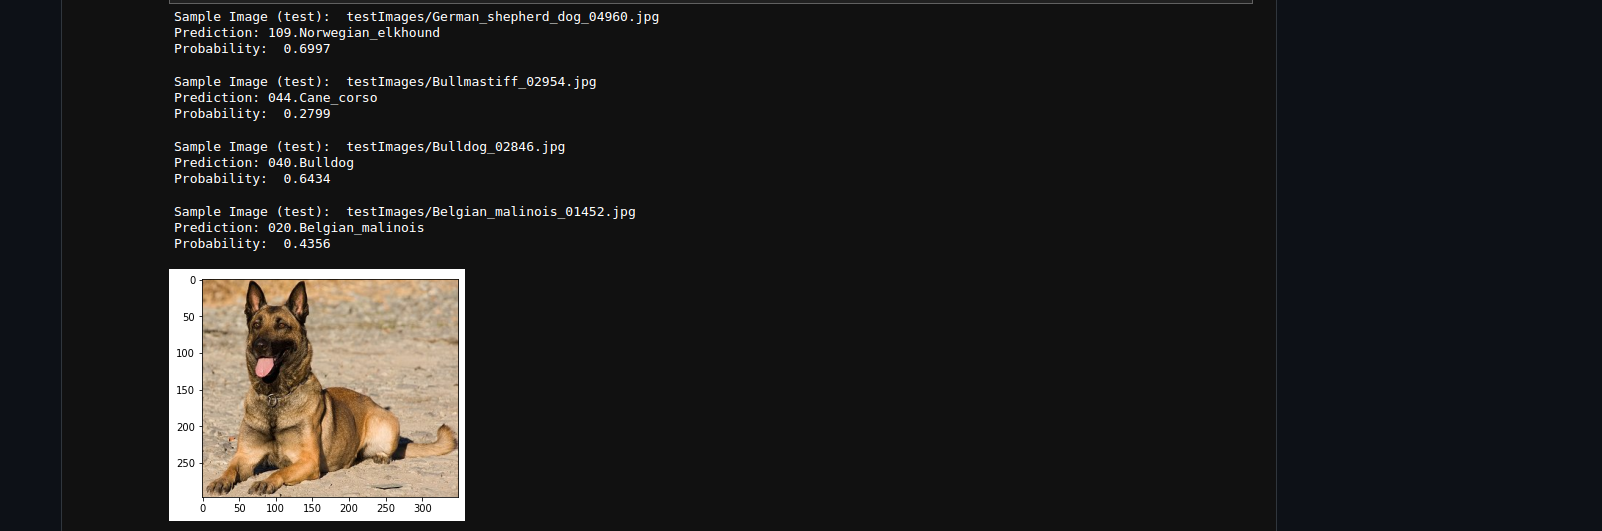 Sample Image (test):  testImages/German_shepherd_dog_04960.jpg
Prediction: 109.Norwegian_elkhound
Probability:  0.6997
Sample Image (test):  testImages/Bullmastiff_02954.jpg
Prediction: 044.Cane_corso
Probability:  0.2799
Sample Image (test):  testImages/Bulldog_02846.jpg
Prediction: 040.Bulldog
Probability:  0.6434
Sample Image (test):  testImages/Belgian_malinois_01452.jpg
Prediction: 020.Belgian_malinois
Probability:  0.4356
0
50
100
150
200
250
0 50 100 150 200 250 300